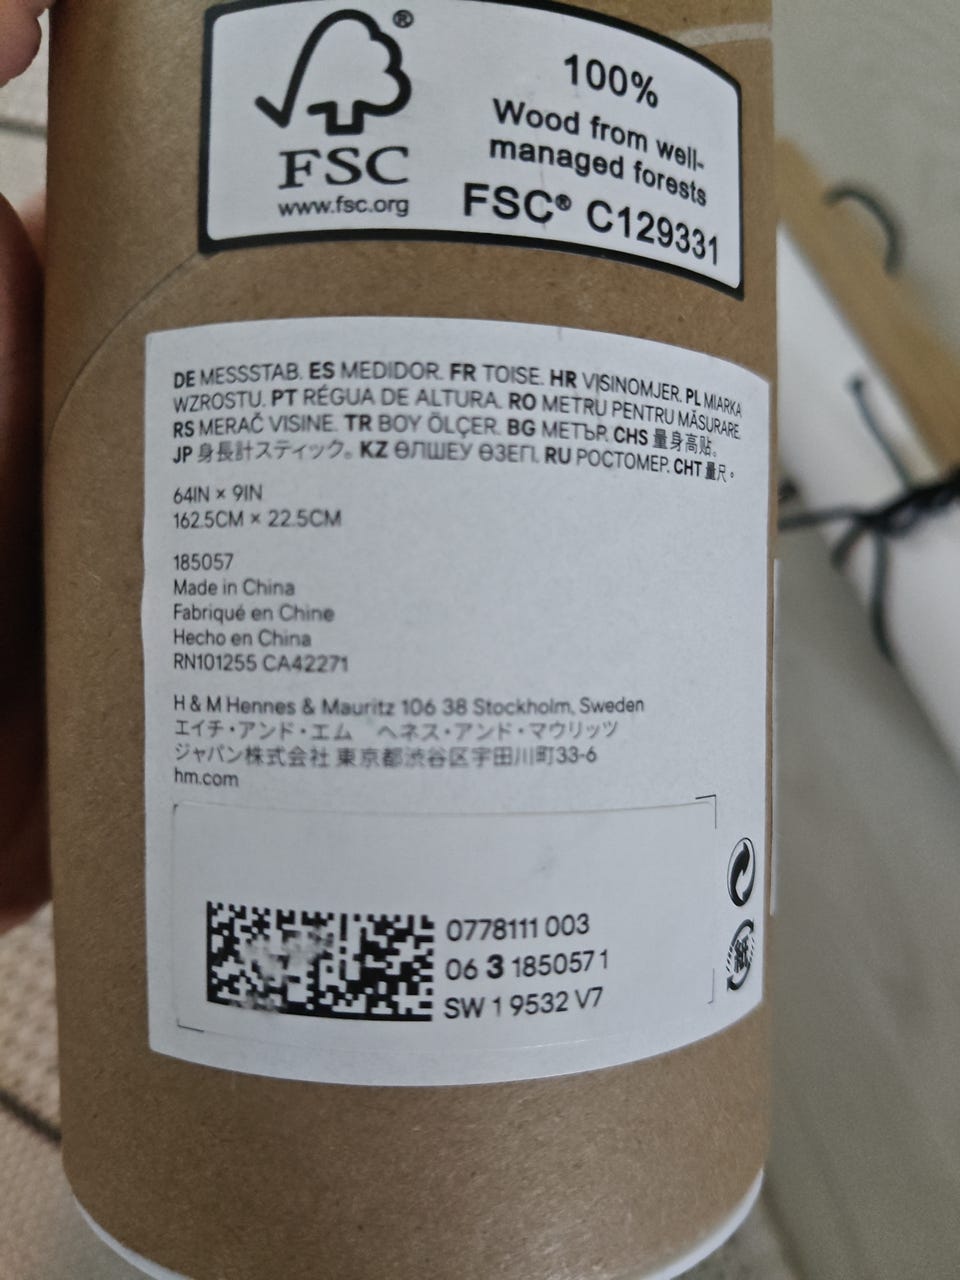 ®
FSC
www.fsc.org
100%
Wood from well-
managed forests
FSC® C129331
DE MESSSTAB. ES MEDIDOR. FR TOISE. HR VISINOMJER. PL MIARKA
WZROSTU. PT RÉGUA DE ALTURA. RO METRU PENTRU MĂSURARE.
RS MERAČ VISINE. TR BOY ÖLÇER. BG МЕТЪР. CHS 量身高贴。
JP 身長計スティック。 KZ ӨЛШЕУ ӨЗЕГІ. RU РОСТОМЕР. CHT 量尺。
64IN × 9IN
162.5CM × 22.5CM
185057
Made in China
Fabriqué en Chine
Hecho en China
RN101255 CA42271
H & M Hennes & Mauritz 106 38 Stockholm, Sweden
エイチ・アンド・エム ヘネス・アンド・マウリッツ
ジャパン株式会社 東京都渋谷区宇田川町33-6
hm.com
0778111 003
06 3 185057 1
SW 1 9532 V7
紙